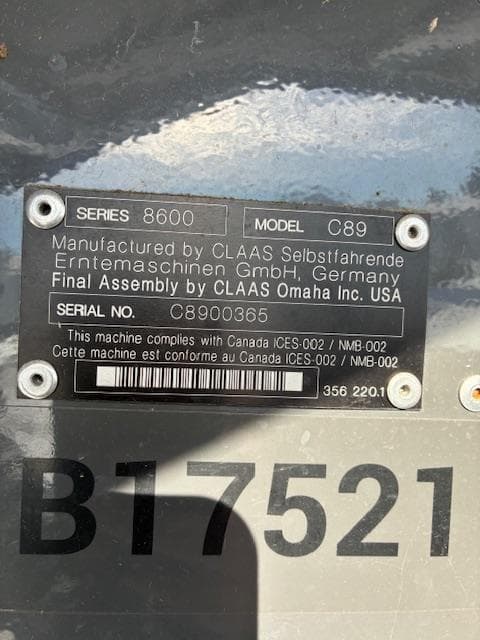 SERIES 8600 MODEL C89
Manufactured by CLAAS Selbstfahrende
Erntemaschinen GmbH, Germany
Final Assembly by CLAAS Omaha Inc. USA
SERIAL NO. C8900365
This machine complies with Canada ICES-002 / NMB-002
Cette machine est conforme au Canada ICES-002 / NMB-002
356 220.1
B17521